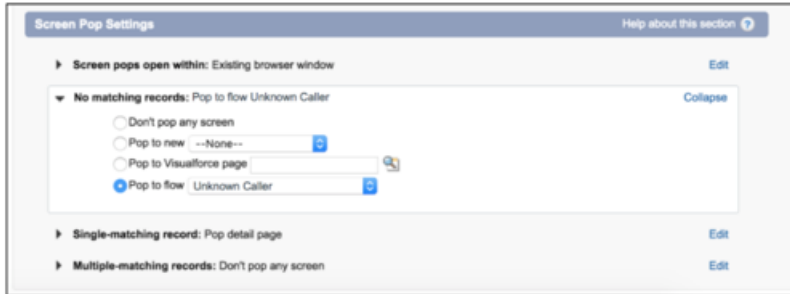 Screen Pop Settings Help about this section ?
Screen pops open within: Existing browser window Edit
No matching records: Pop to flow Unknown Caller Collapse
Don't pop any screen
Pop to new --None--
Pop to Visualforce page
Pop to flow Unknown Caller
Single-matching record: Pop detail page Edit
Multiple-matching records: Don't pop any screen Edit